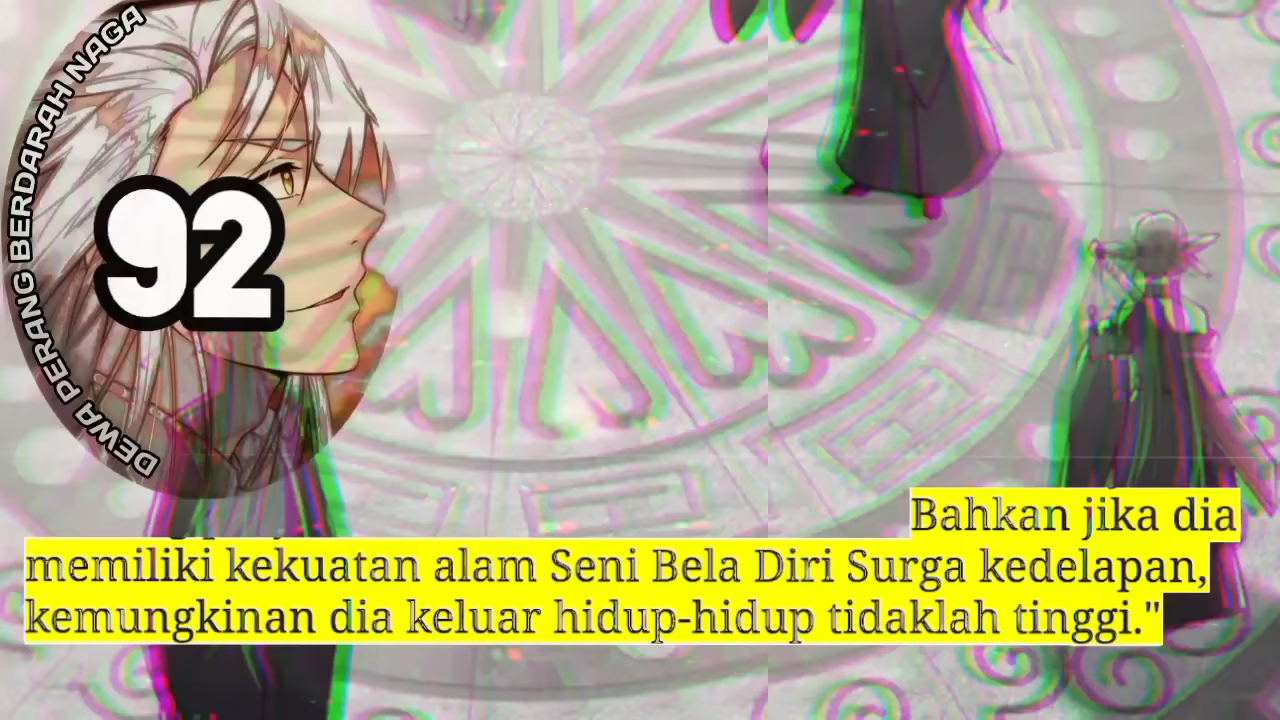 DEWA PERANG BERDARAH NAGA
92
Bahkan jika dia
memiliki kekuatan alam Seni Bela Diri Surga kedelapan,
kemungkinan dia keluar hidup-hidup tidaklah tinggi."